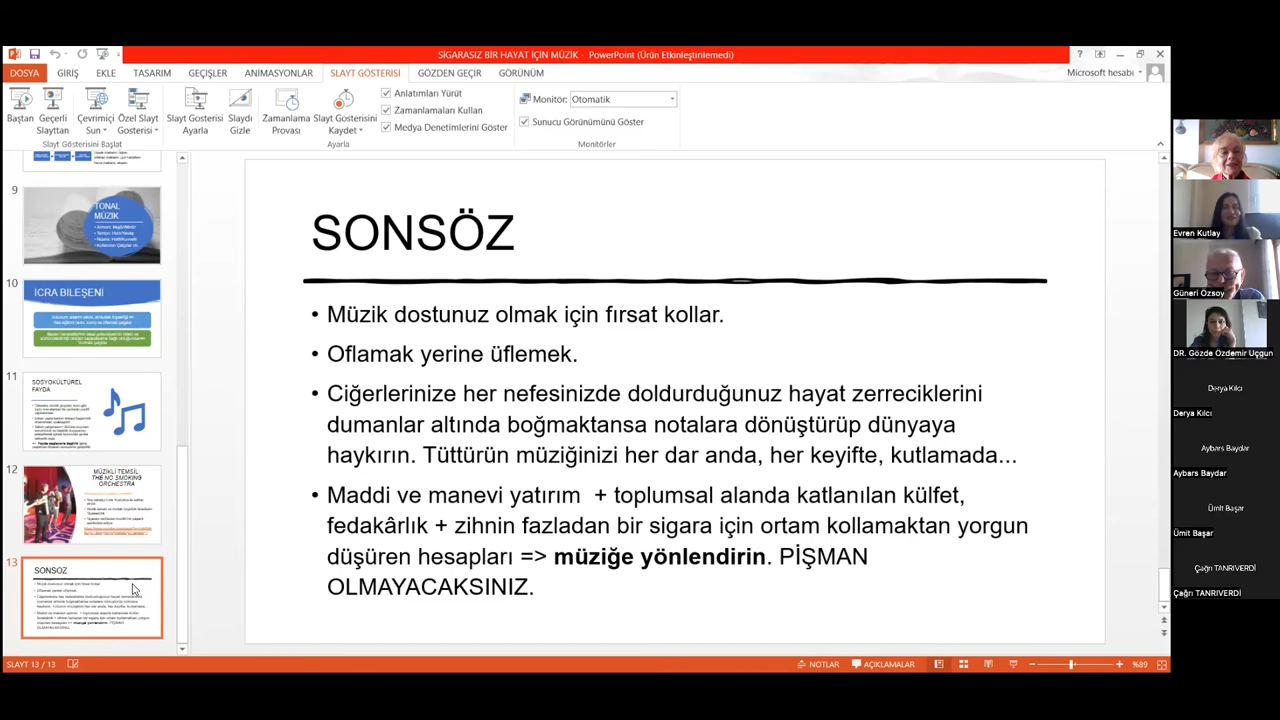 SİGARASIZ BİR HAYAT İÇİN MÜZİK - PowerPoint (Ürün Etkinleştirilemedi)
DOSYA GİRİŞ EKLE TASARIM GEÇİŞLER ANİMASYONLAR SLAYT GÖSTERİSİ GÖZDEN GEÇİR GÖRÜNÜM
Microsoft hesabı
Baştan
Geçerli Slayttan
Çevrimiçi Sun
Özel Slayt Gösterisi
Slayt Gösterisini Başlat
Slayt Gösterisi Ayarla
Slaydı Gizle
Zamanlama Provası
Slayt Gösterisini Kaydet
Anlatımları Yürüt
Zamanlamaları Kullan
Medya Denetimlerini Göster
Ayarla
Monitör: Otomatik
Sunucu Görünümünü Göster
Monitörler
9
TONAL
MÜZİK
10
İCRA BİLEŞENİ
11
SOSYOKÜLTÜREL
FAYDA
12
MÜZİKLİ TEMSİL:
THE NO SMOKING
ORCHESTRA
13
SONSÖZ
SONSÖZ
• Müzik dostunuz olmak için fırsat kollar.
• Oflamak yerine üflemek.
• Ciğerlerinize her nefesinizde doldurduğunuz hayat zerreciklerini
dumanlar altında boğmaktansa notalara dönüştürüp dünyaya
haykırın. Tüttürün müziğinizi her dar anda, her keyifte, kutlamada...
• Maddi ve manevi yatırım + toplumsal alanda katlanılan külfet,
fedakârlık + zihnin fazladan bir sigara için ortam kollamaktan yorgun
düşüren hesapları => müziğe yönlendirin. PİŞMAN
OLMAYACAKSINIZ.
Evren Kutlay
Güneri Özsoy
DR. Gözde Özdemir Uçgun
Derya Kılcı
Derya Kılcı
Aybars Baydar
Aybars Baydar
Ümit Başar
Ümit Başar
Çağrı TANRIVERDİ
Çağrı TANRIVERDİ
SLAYT 13 / 13
NOTLAR
AÇIKLAMALAR
%89